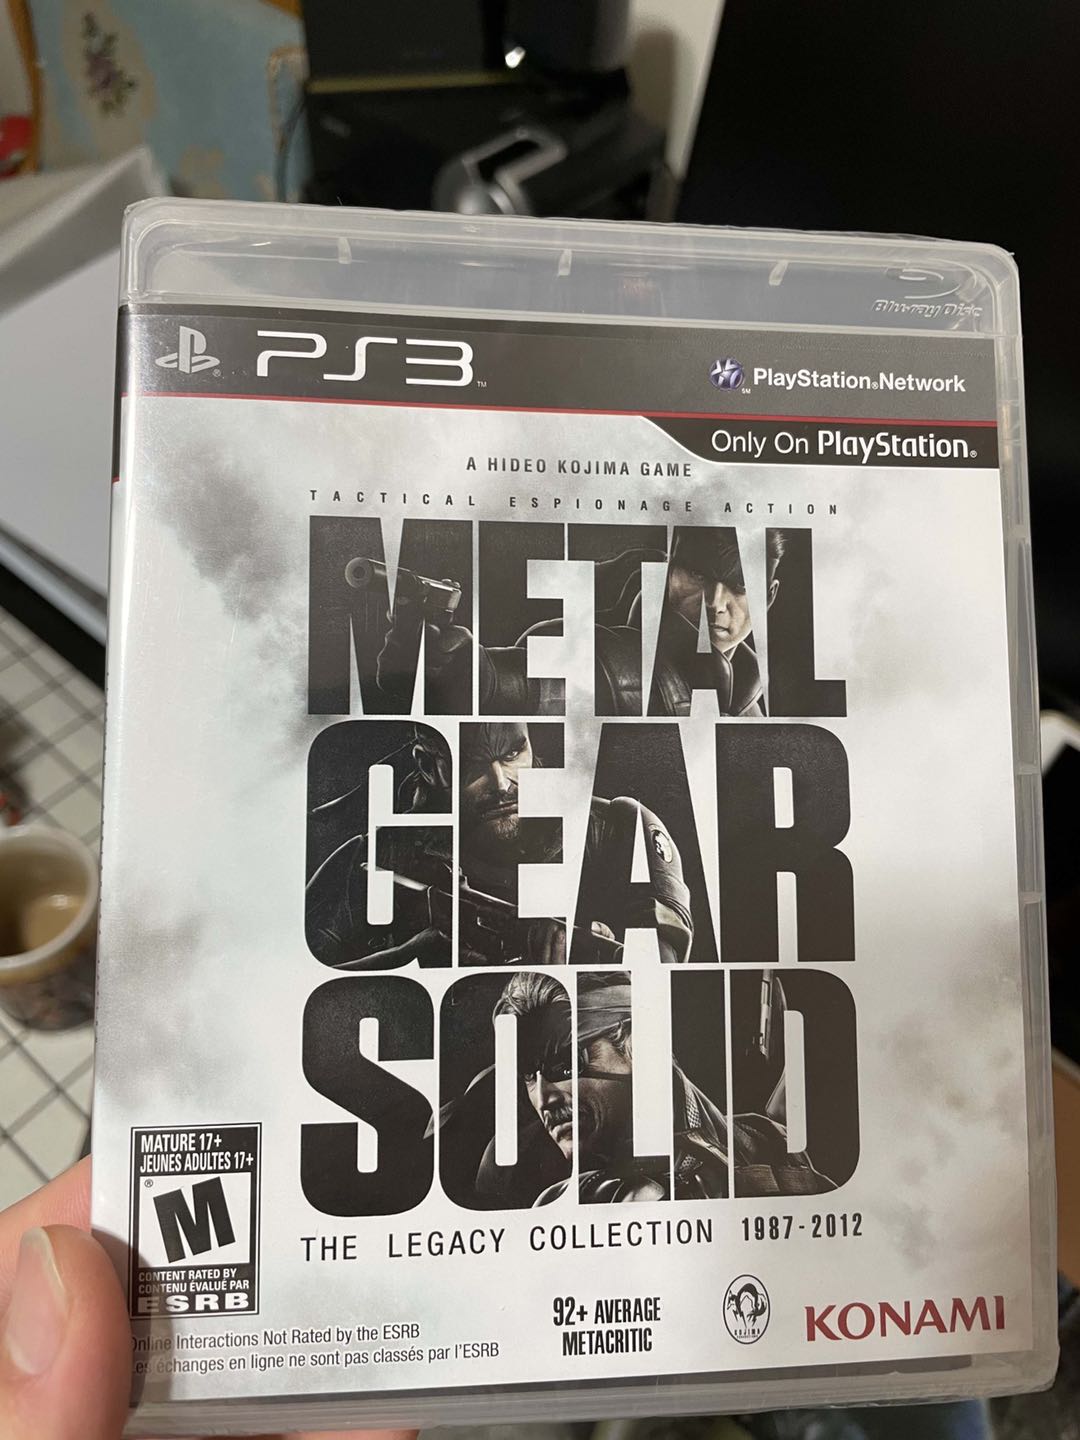 Blu-ray Disc
PS3
PlayStation®Network
Only On PlayStation®
A HIDEO KOJIMA GAME
TACTICAL ESPIONAGE ACTION
METAL
GEAR
SOLID
THE LEGACY COLLECTION 1987-2012
MATURE 17+
JEUNES ADULTES 17+
M
CONTENT RATED BY
CONTENU ÉVALUÉ PAR
ESRB
Online Interactions Not Rated by the ESRB
Les échanges en ligne ne sont pas classés par l'ESRB
92+ AVERAGE
METACRITIC
KOJIMA
KONAMI